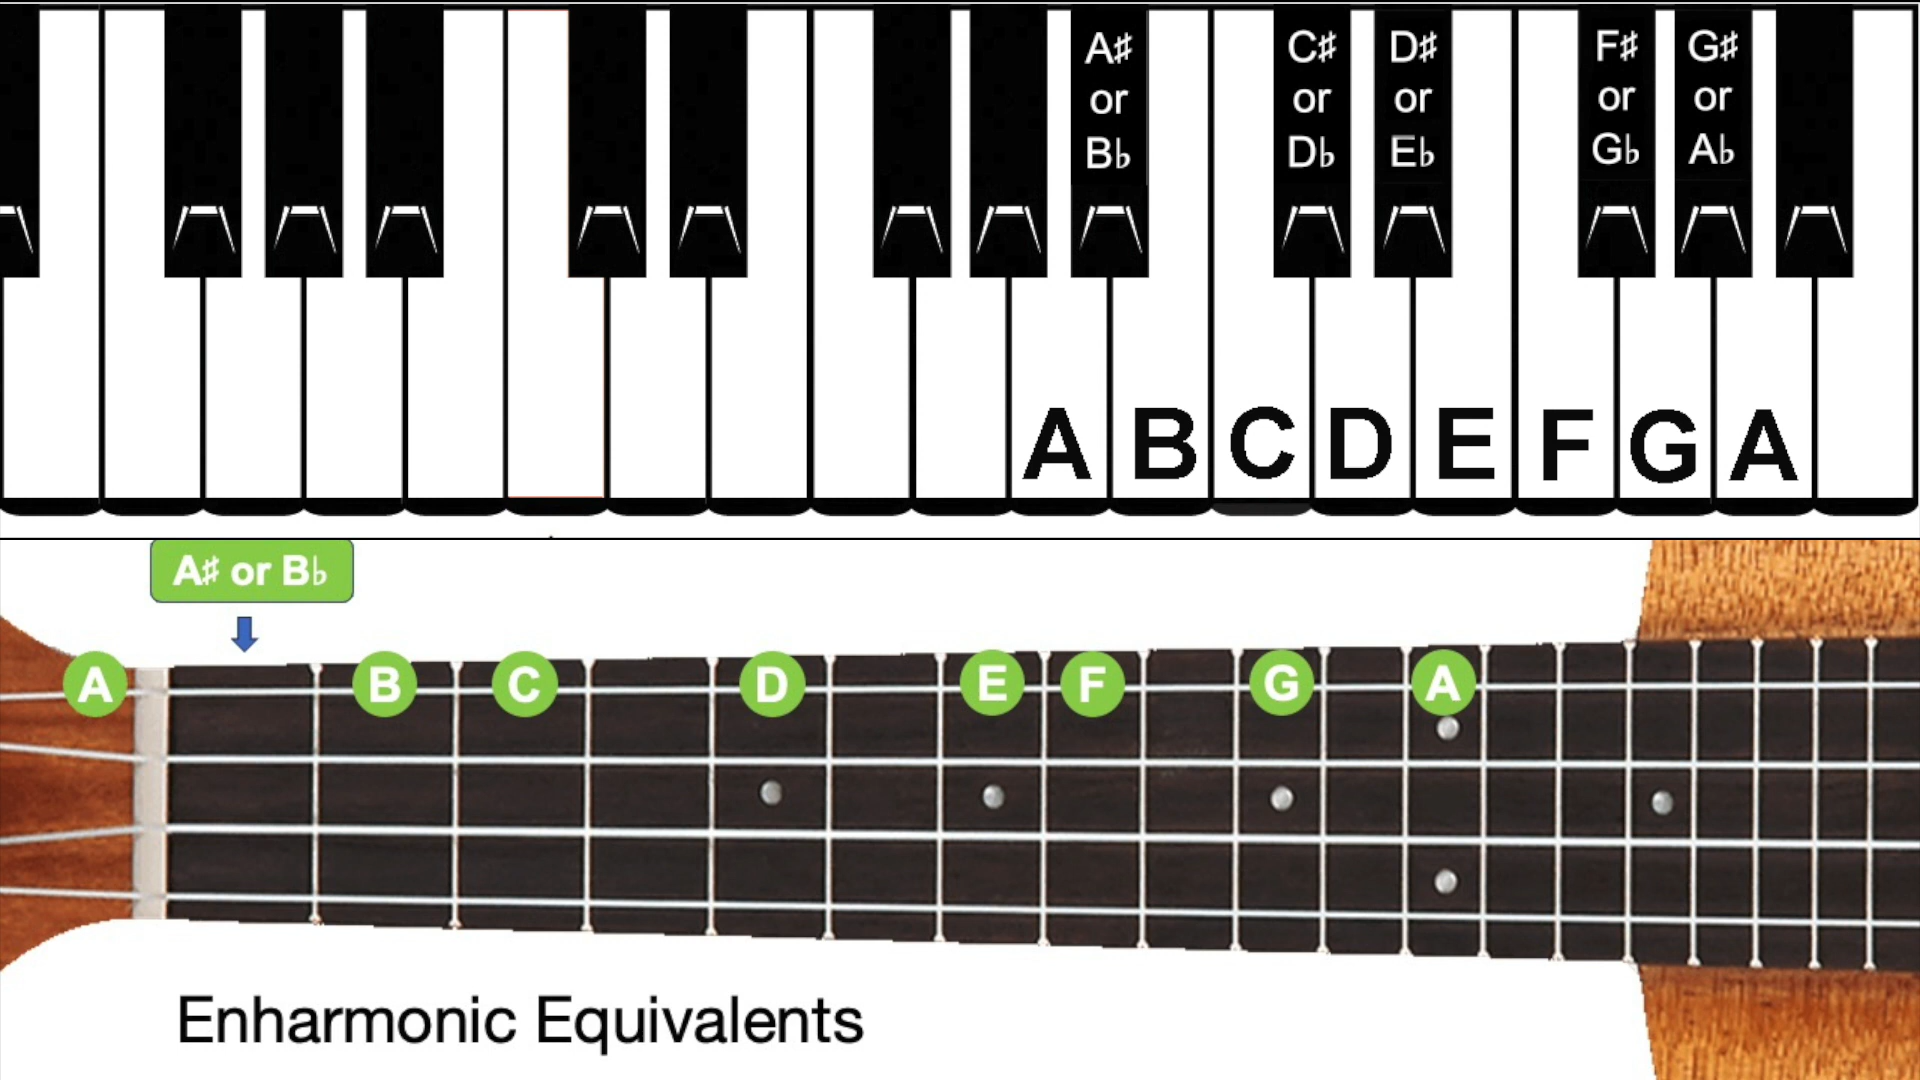 A♯ C♯ D♯ F♯ G♯
or or or or or
B♭ D♭ E♭ G♭ A♭
A B C D E F G A
A♯ or B♭
A B C D E F G A
Enharmonic Equivalents